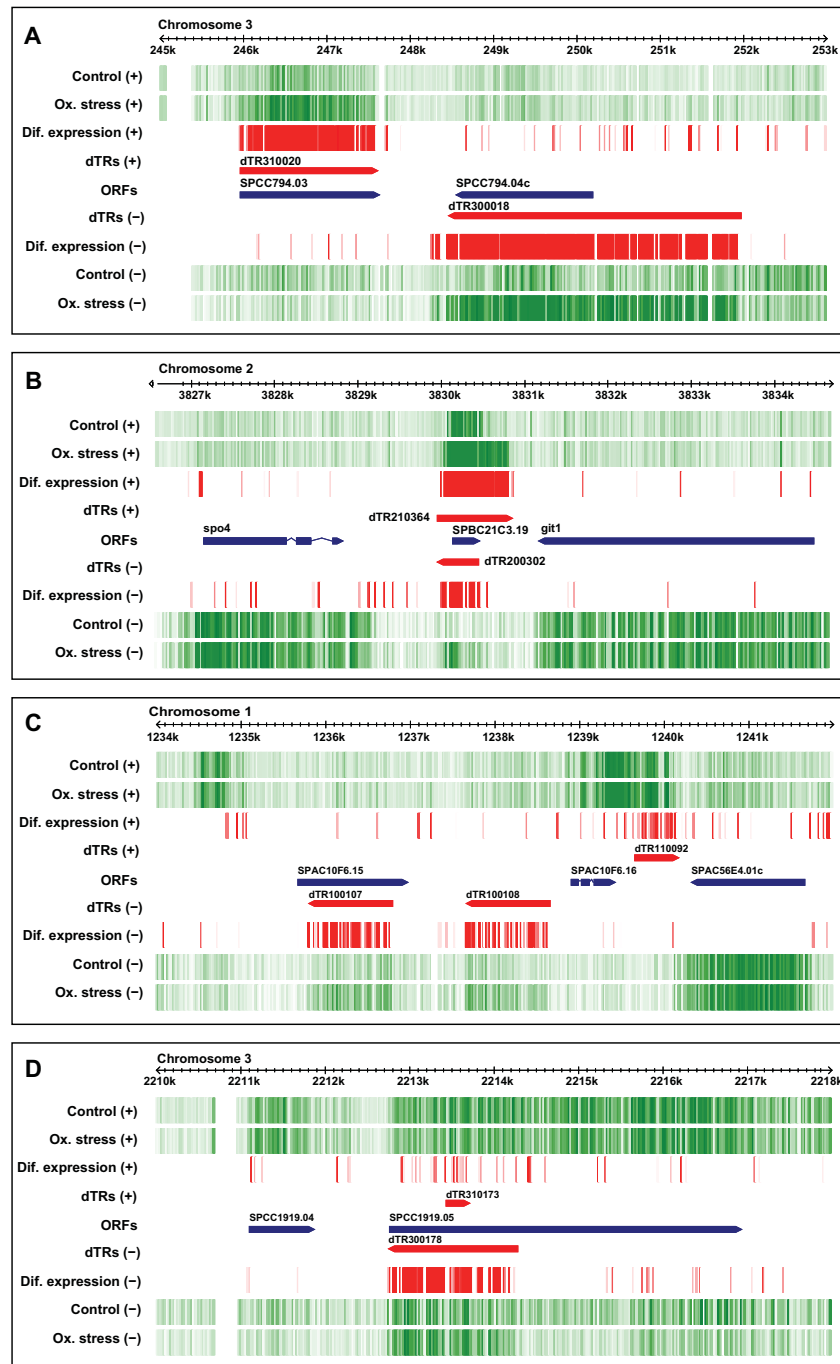 A
Chromosome 3
245k 246k 247k 248k 249k 250k 251k 252k 253k
Control (+)
Ox. stress (+)
Dif. expression (+)
dTRs (+) dTR310020
ORFs SPCC794.03 SPCC794.04c
dTRs (−) dTR300018
Dif. expression (−)
Control (−)
Ox. stress (−)
B
Chromosome 2
3827k 3828k 3829k 3830k 3831k 3832k 3833k 3834k
Control (+)
Ox. stress (+)
Dif. expression (+)
dTRs (+) dTR210364
ORFs spo4 SPBC21C3.19 git1
dTRs (−) dTR200302
Dif. expression (−)
Control (−)
Ox. stress (−)
C
Chromosome 1
1234k 1235k 1236k 1237k 1238k 1239k 1240k 1241k
Control (+)
Ox. stress (+)
Dif. expression (+)
dTRs (+) dTR110092
ORFs SPAC10F6.15 SPAC10F6.16 SPAC56E4.01c
dTRs (−) dTR100107 dTR100108
Dif. expression (−)
Control (−)
Ox. stress (−)
D
Chromosome 3
2210k 2211k 2212k 2213k 2214k 2215k 2216k 2217k 2218k
Control (+)
Ox. stress (+)
Dif. expression (+)
dTRs (+) dTR310173
ORFs SPCC1919.04 SPCC1919.05
dTRs (−) dTR300178
Dif. expression (−)
Control (−)
Ox. stress (−)